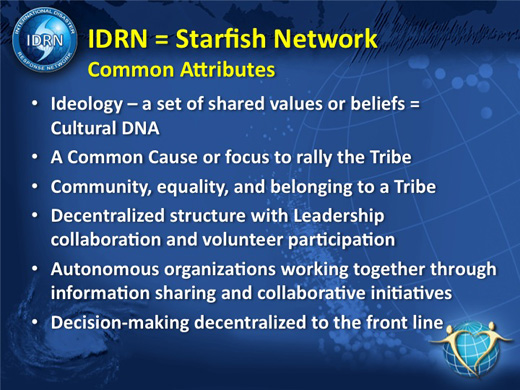 INTERNATIONAL DISASTER
IDRN
RESPONSE NETWORK
IDRN = Starfish Network
Common Attributes
• Ideology – a set of shared values or beliefs =
Cultural DNA
• A Common Cause or focus to rally the Tribe
• Community, equality, and belonging to a Tribe
• Decentralized structure with Leadership
collaboration and volunteer participation
• Autonomous organizations working together through
information sharing and collaborative initiatives
• Decision-making decentralized to the front line